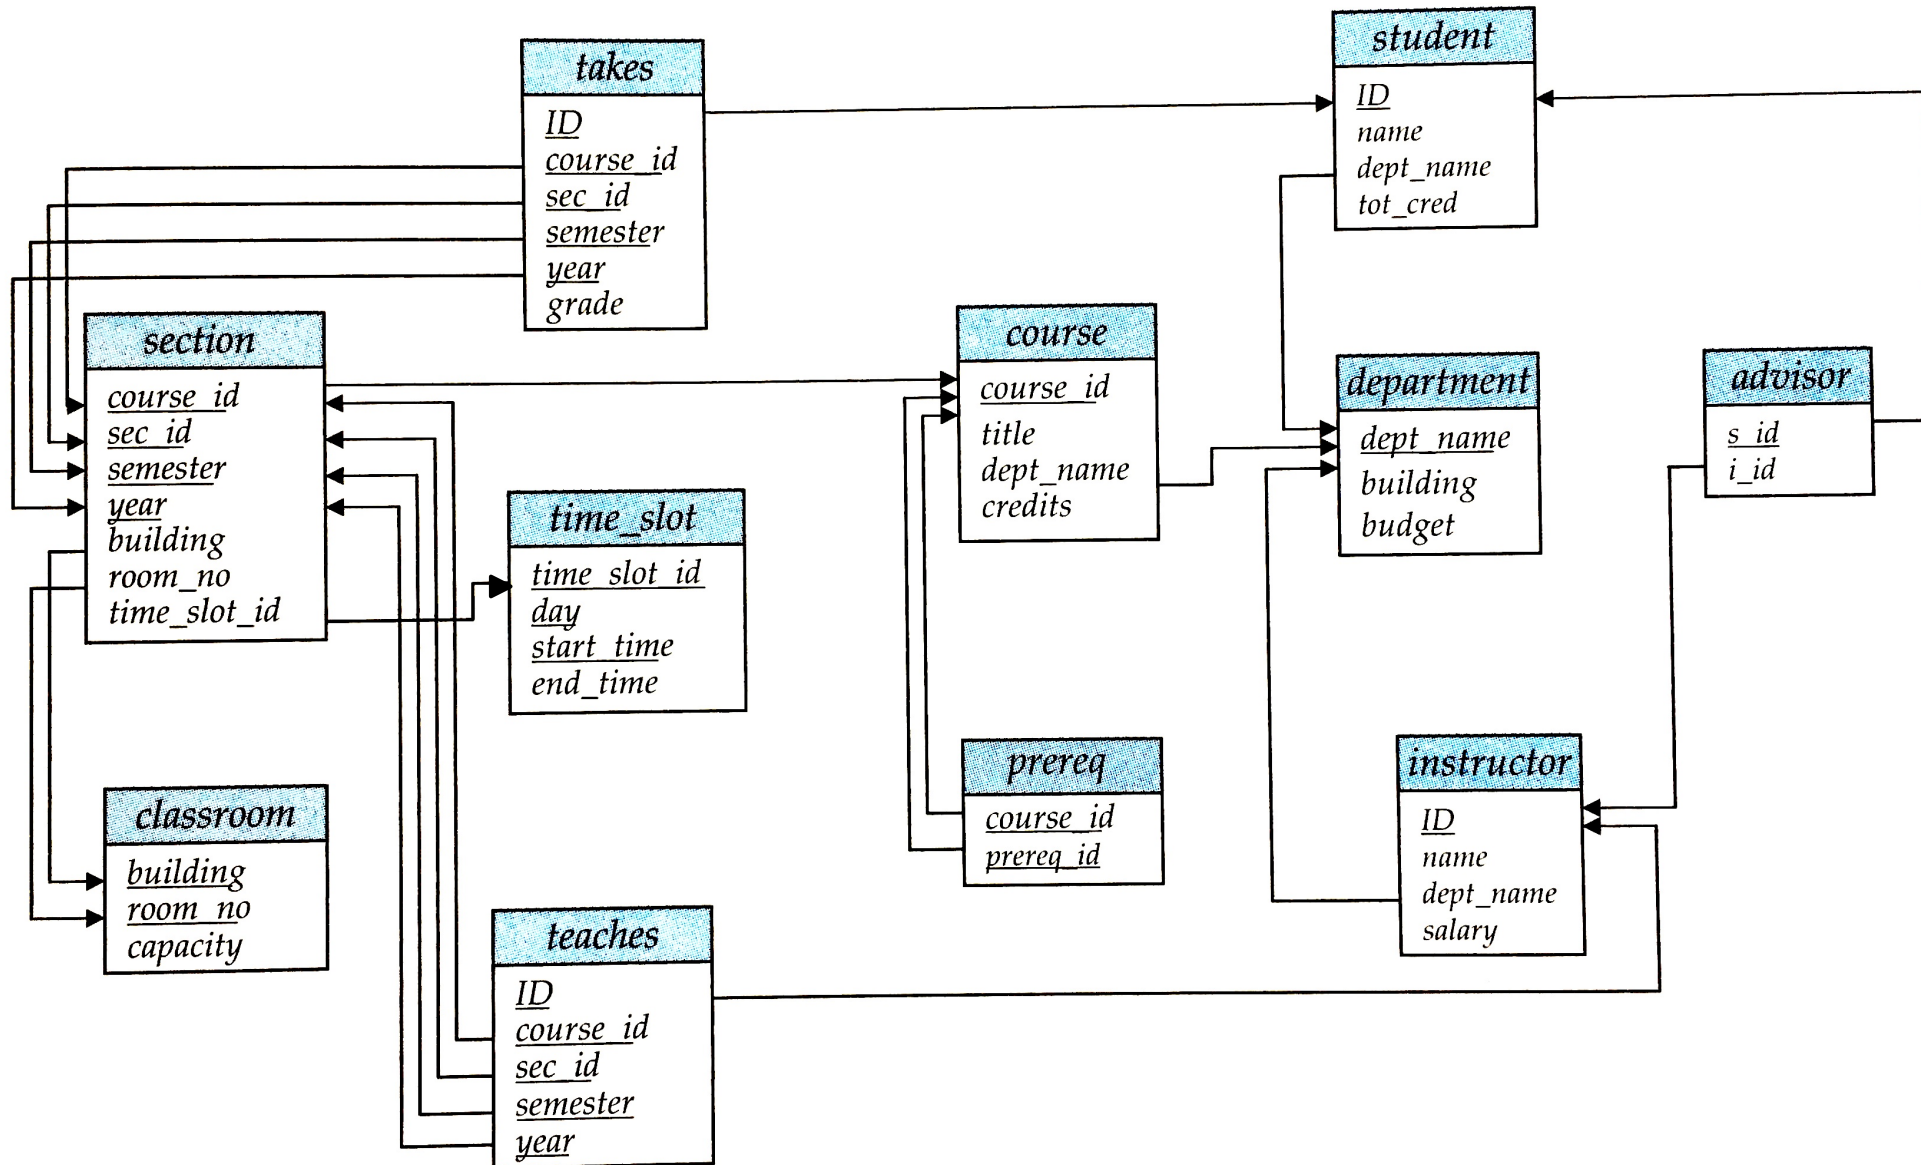 takes
ID
course_id
sec_id
semester
year
grade
student
ID
name
dept_name
tot_cred
section
course_id
sec_id
semester
year
building
room_no
time_slot_id
time_slot
time_slot_id
day
start_time
end_time
course
course_id
title
dept_name
credits
department
dept_name
building
budget
advisor
s_id
i_id
classroom
building
room_no
capacity
prereq
course_id
prereq_id
instructor
ID
name
dept_name
salary
teaches
ID
course_id
sec_id
semester
year